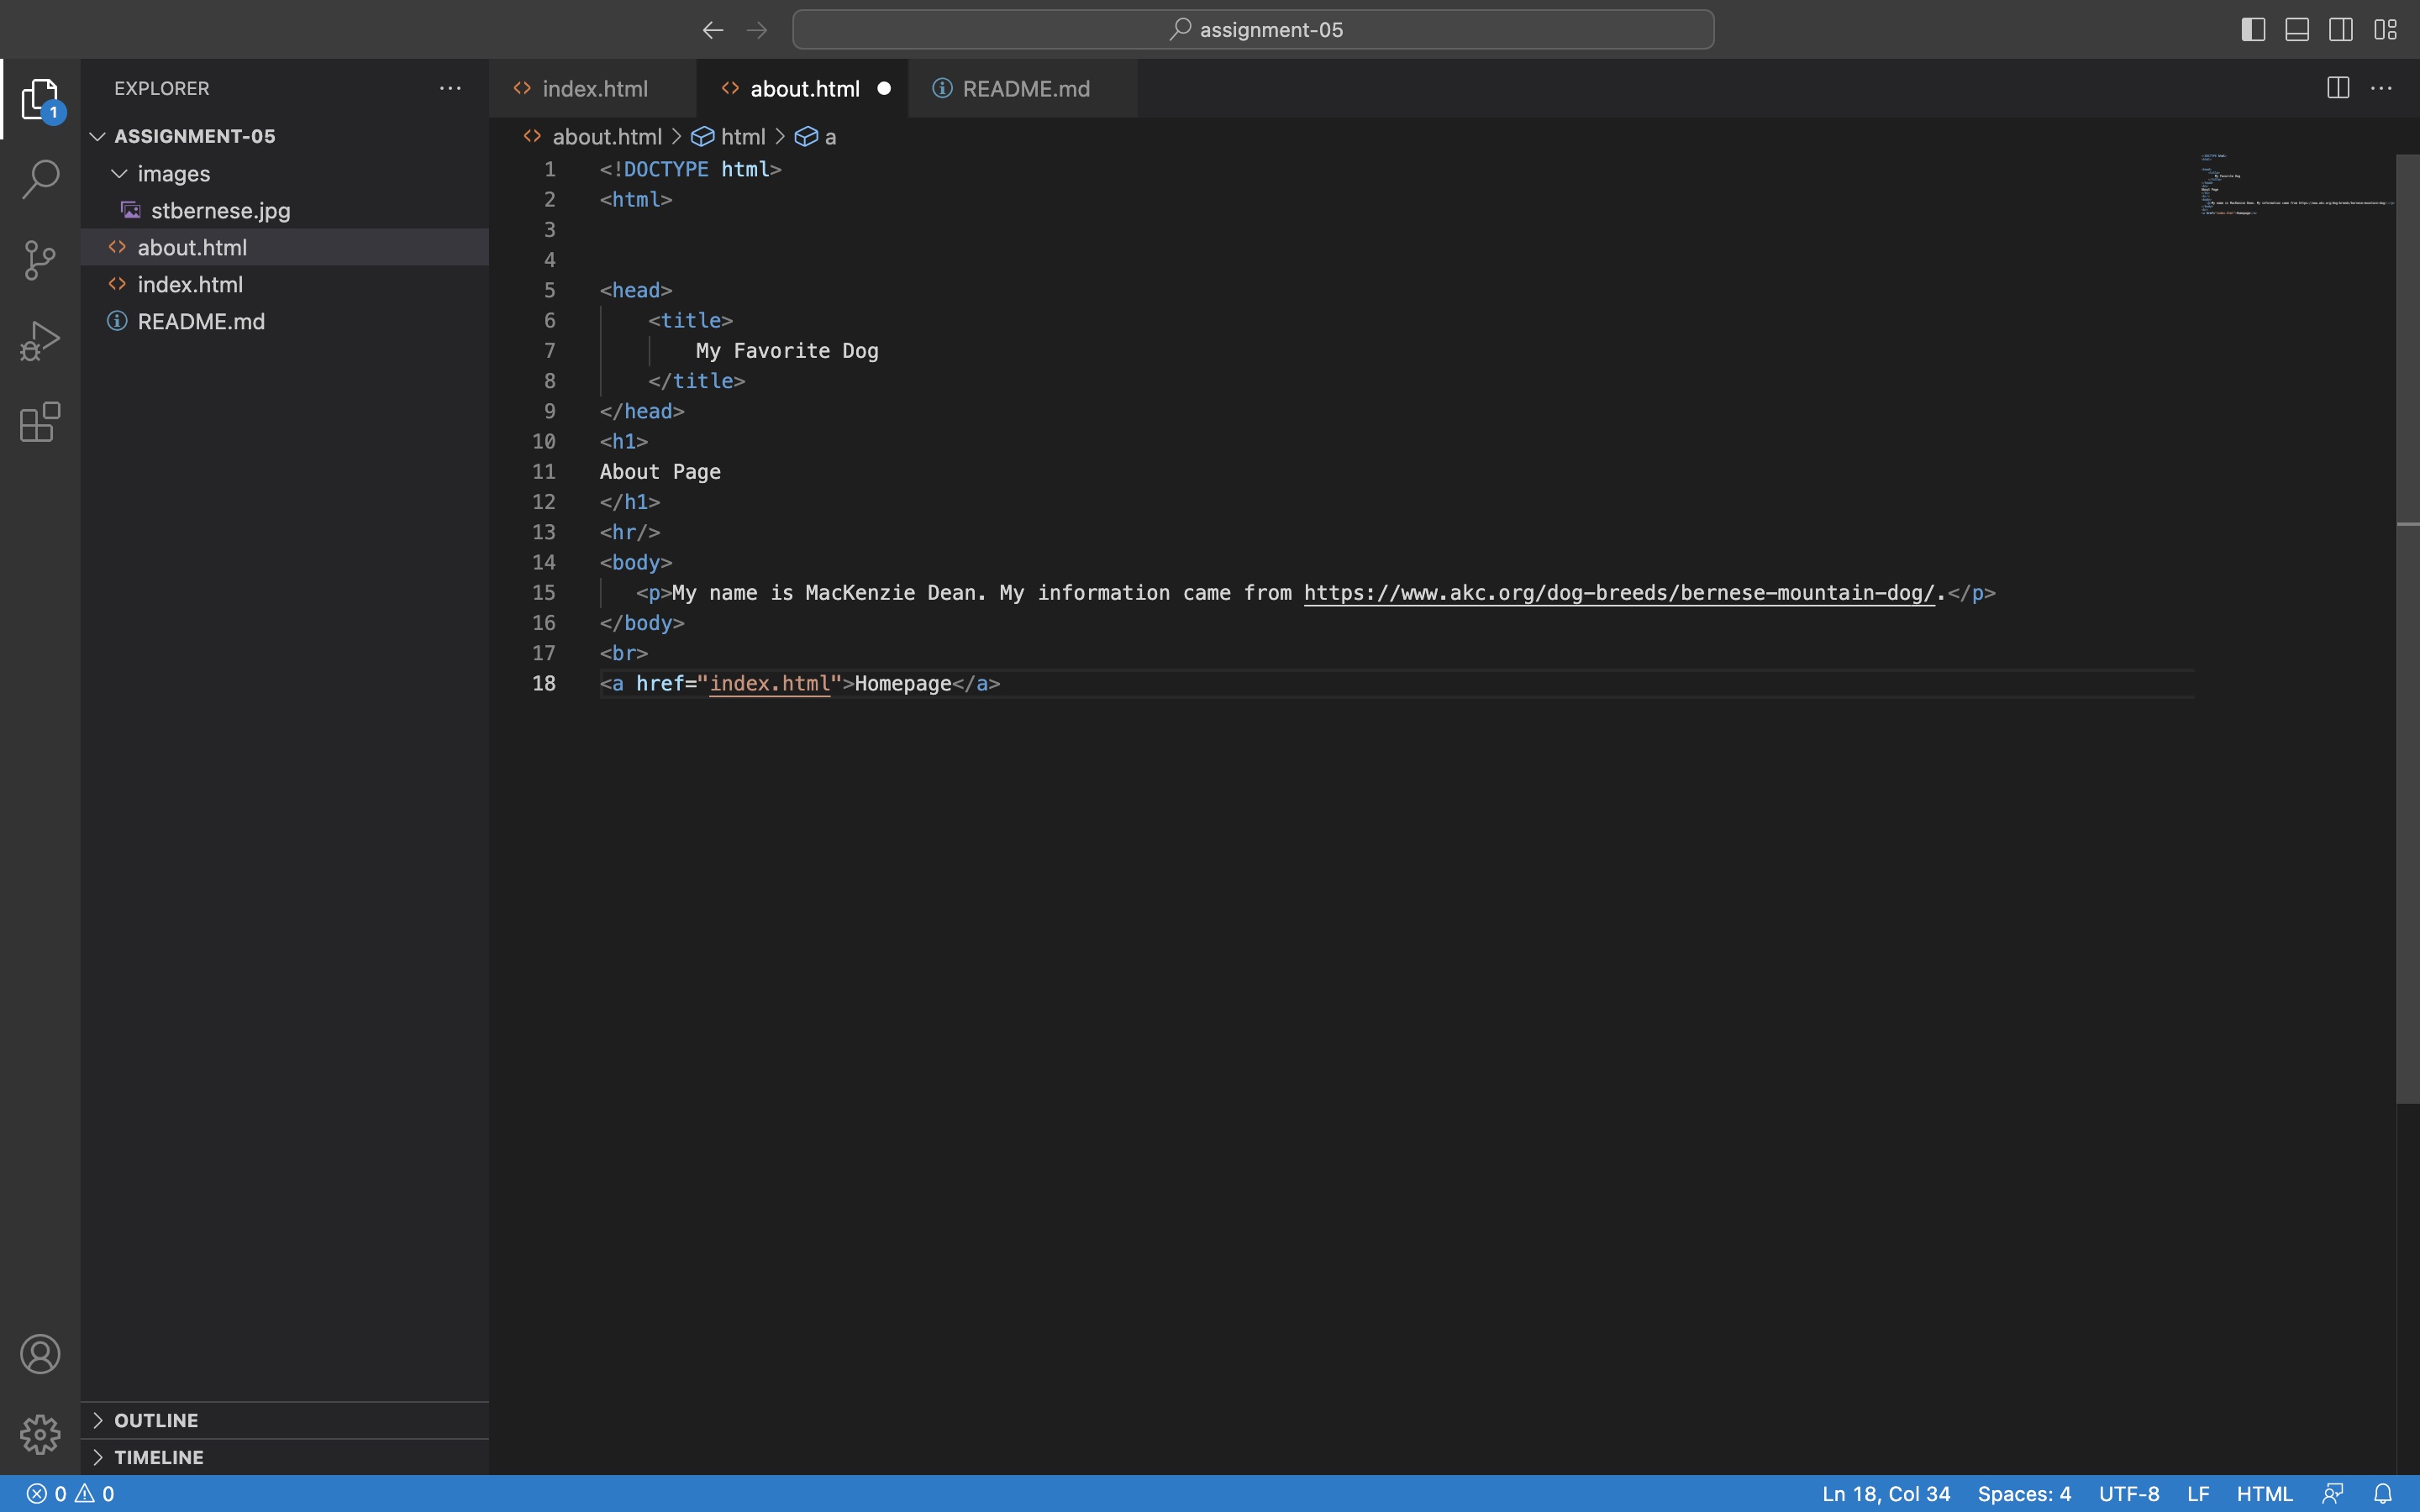 assignment-05
1
EXPLORER
index.html
about.html
README.md
ASSIGNMENT-05
images
stbernese.jpg
about.html
index.html
README.md
about.html > html > a
1 <!DOCTYPE html>
2 <html>
3
4
5 <head>
6 <title>
7 My Favorite Dog
8 </title>
9 </head>
10 <h1>
11 About Page
12 </h1>
13 <hr/>
14 <body>
15 <p>My name is MacKenzie Dean. My information came from https://www.akc.org/dog-breeds/bernese-mountain-dog/.</p>
16 </body>
17 <br>
18 <a href="index.html">Homepage</a>
OUTLINE
TIMELINE
0 0
Ln 18, Col 34 Spaces: 4 UTF-8 LF HTML